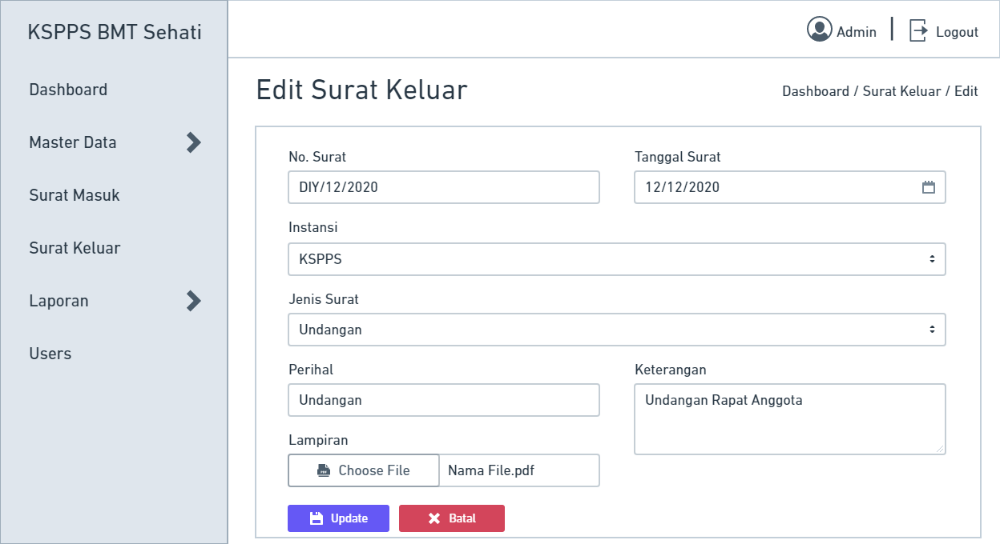 KSPPS BMT Sehati
Admin
Logout
Dashboard
Master Data
Surat Masuk
Surat Keluar
Laporan
Users
Edit Surat Keluar
Dashboard / Surat Keluar / Edit
No. Surat
DIY/12/2020
Tanggal Surat
12/12/2020
Instansi
KSPPS
Jenis Surat
Undangan
Perihal
Undangan
Keterangan
Undangan Rapat Anggota
Lampiran
Choose File
Nama File.pdf
Update
Batal